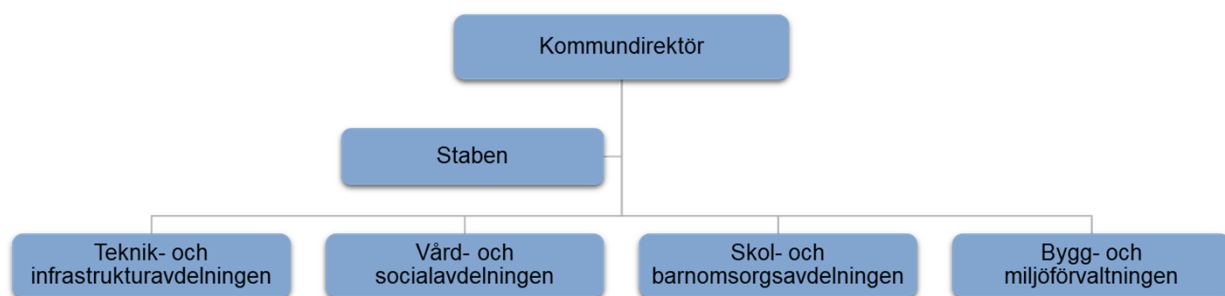 Kommundirektör
Staben
Teknik- och
infrastrukturavdelningen
Vård- och
socialavdelningen
Skol- och
barnomsorgsavdelningen
Bygg- och
miljöförvaltningen